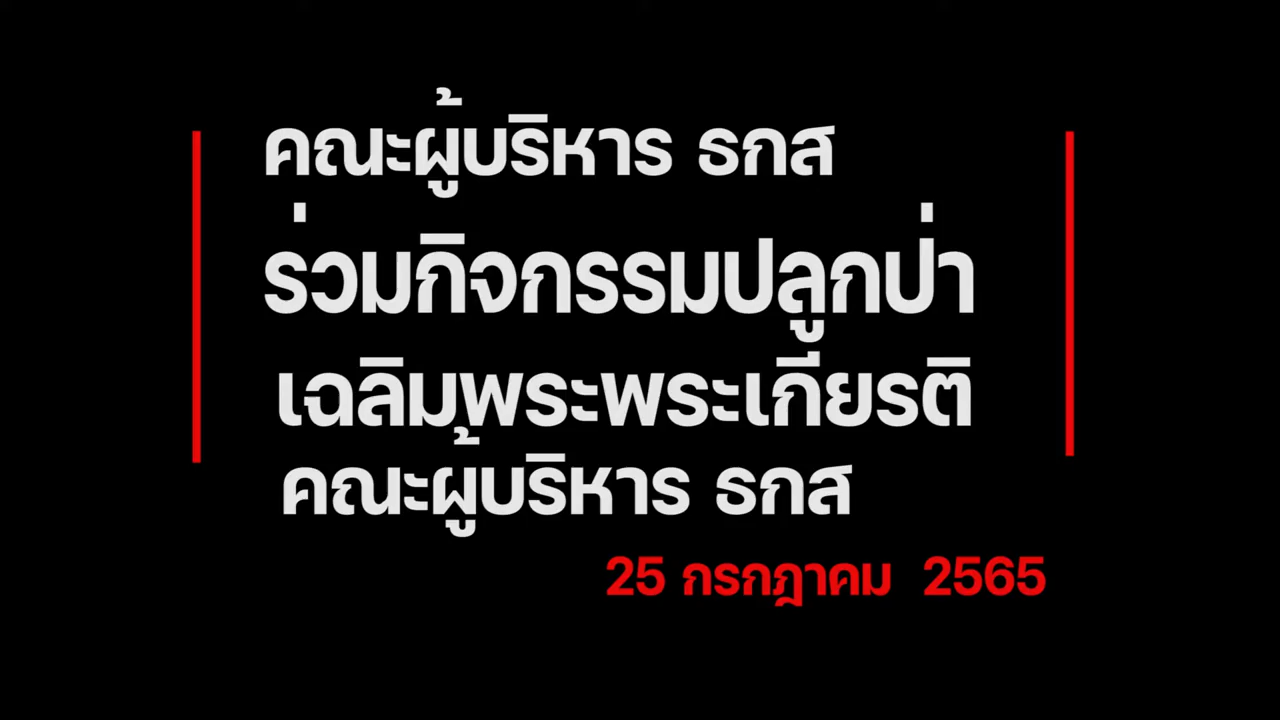 คณะผู้บริหาร ธกส
ร่วมกิจกรรมปลูกป่า
เฉลิมพระพระเกียรติ
คณะผู้บริหาร ธกส
25 กรกฎาคม 2565